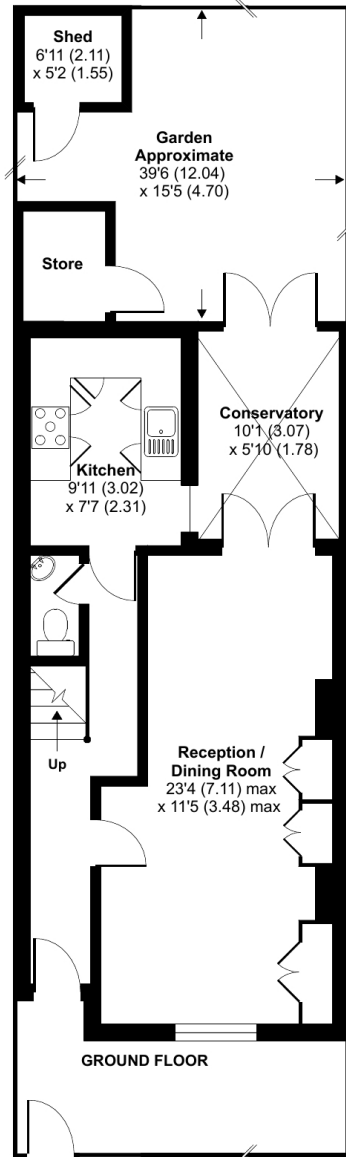 Shed
6'11 (2.11)
x 5'2 (1.55)
Garden
Approximate
39'6 (12.04)
x 15'5 (4.70)
Store
Conservatory
10'1 (3.07)
x 5'10 (1.78)
Kitchen
9'11 (3.02)
x 7'7 (2.31)
Up
Reception /
Dining Room
23'4 (7.11) max
x 11'5 (3.48) max
GROUND FLOOR